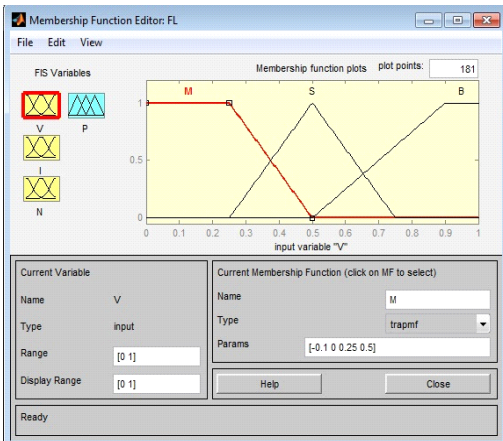 Membership Function Editor: FL
File Edit View
FIS Variables
V
P
I
N
Membership function plots plot points: 181
M S B
1
0.5
0
0 0.1 0.2 0.3 0.4 0.5 0.6 0.7 0.8 0.9 1
input variable "V"
Current Variable
Name V
Type input
Range [0 1]
Display Range [0 1]
Current Membership Function (click on MF to select)
Name M
Type trapmf
Params [-0.1 0 0.25 0.5]
Help Close
Ready